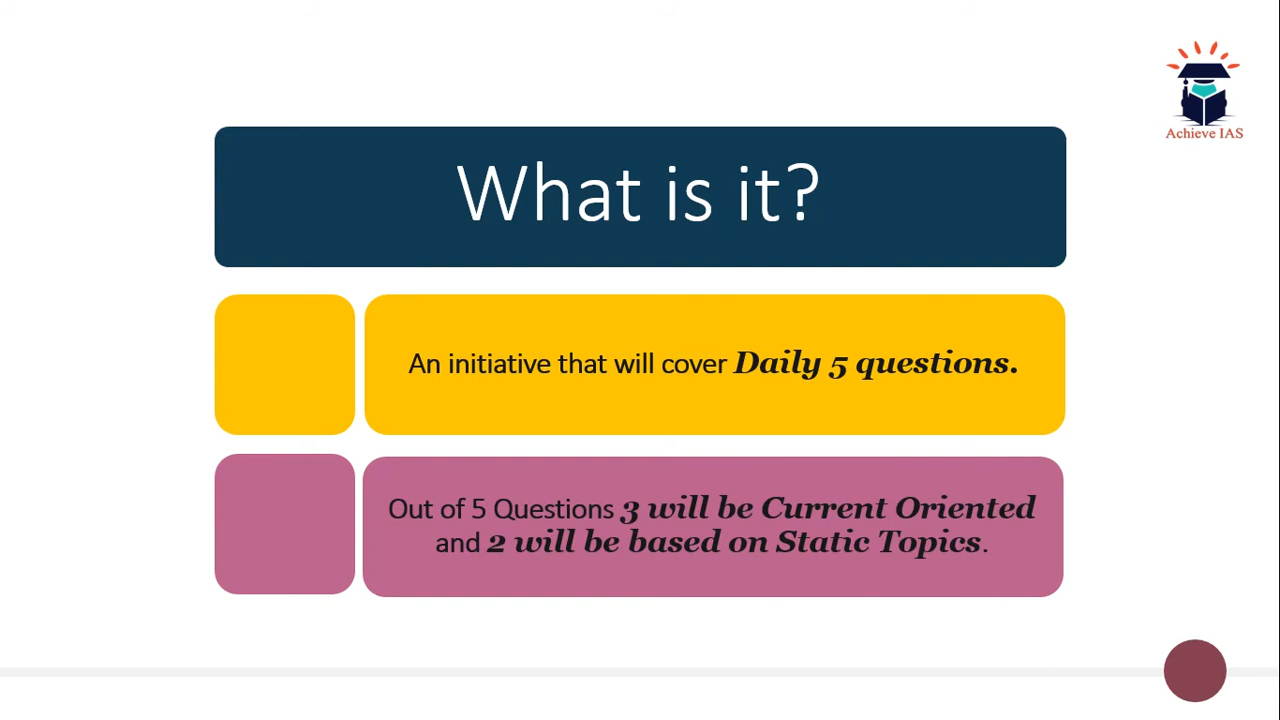 Achieve IAS
What is it?
An initiative that will cover Daily 5 questions.
Out of 5 Questions 3 will be Current Oriented
and 2 will be based on Static Topics.